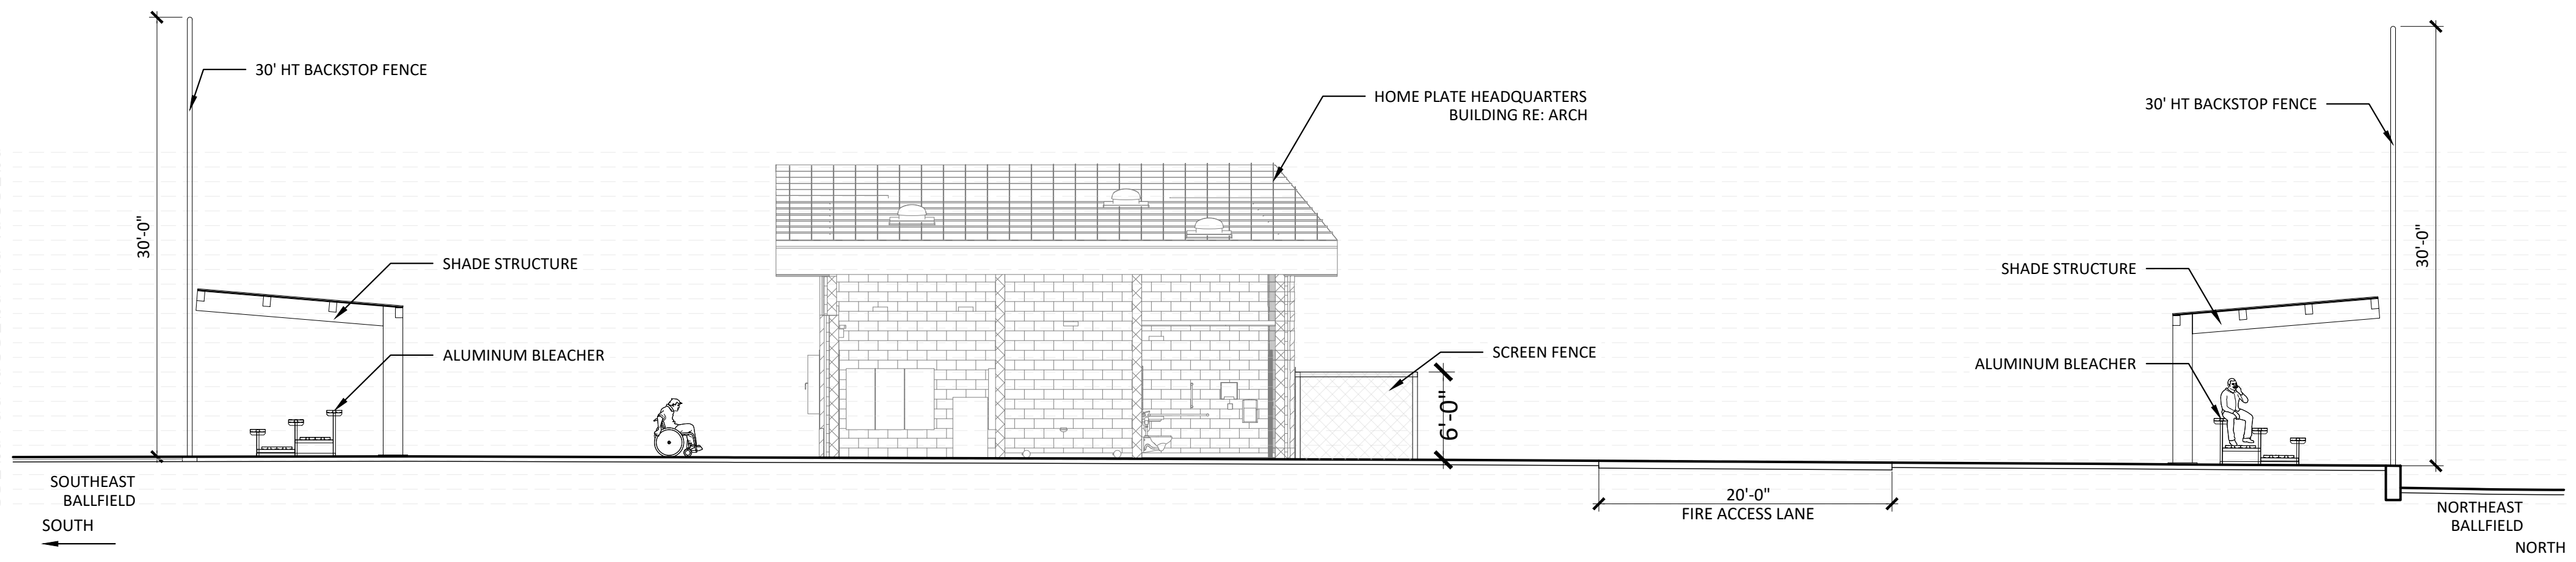 30' HT BACKSTOP FENCE
HOME PLATE HEADQUARTERS
BUILDING RE: ARCH
30' HT BACKSTOP FENCE
30'-0"
30'-0"
SHADE STRUCTURE
SHADE STRUCTURE
ALUMINUM BLEACHER
SCREEN FENCE
ALUMINUM BLEACHER
6'-0"
SOUTHEAST
BALLFIELD
SOUTH
20'-0"
FIRE ACCESS LANE
NORTHEAST
BALLFIELD
NORTH